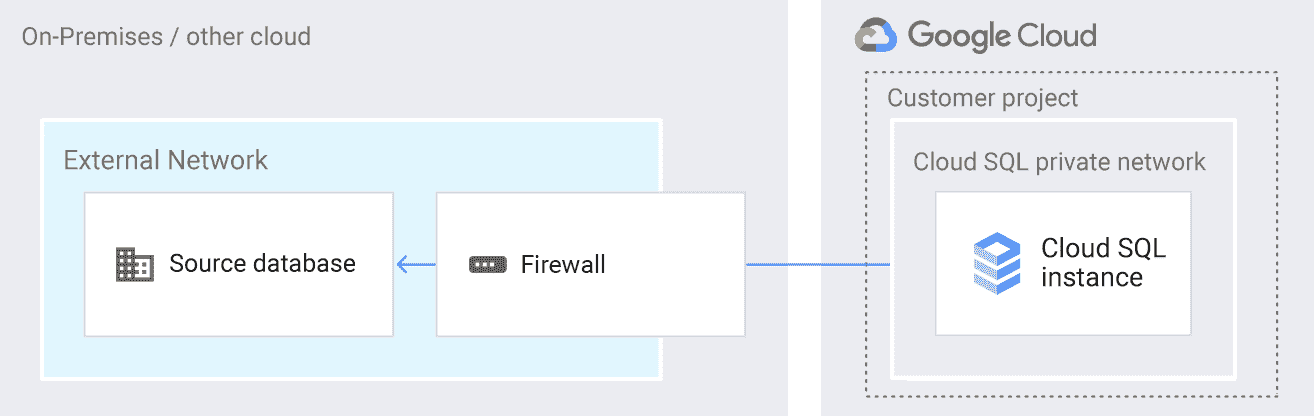 On-Premises / other cloud
Google Cloud
Customer project
External Network
Cloud SQL private network
Source database
Firewall
Cloud SQL
instance